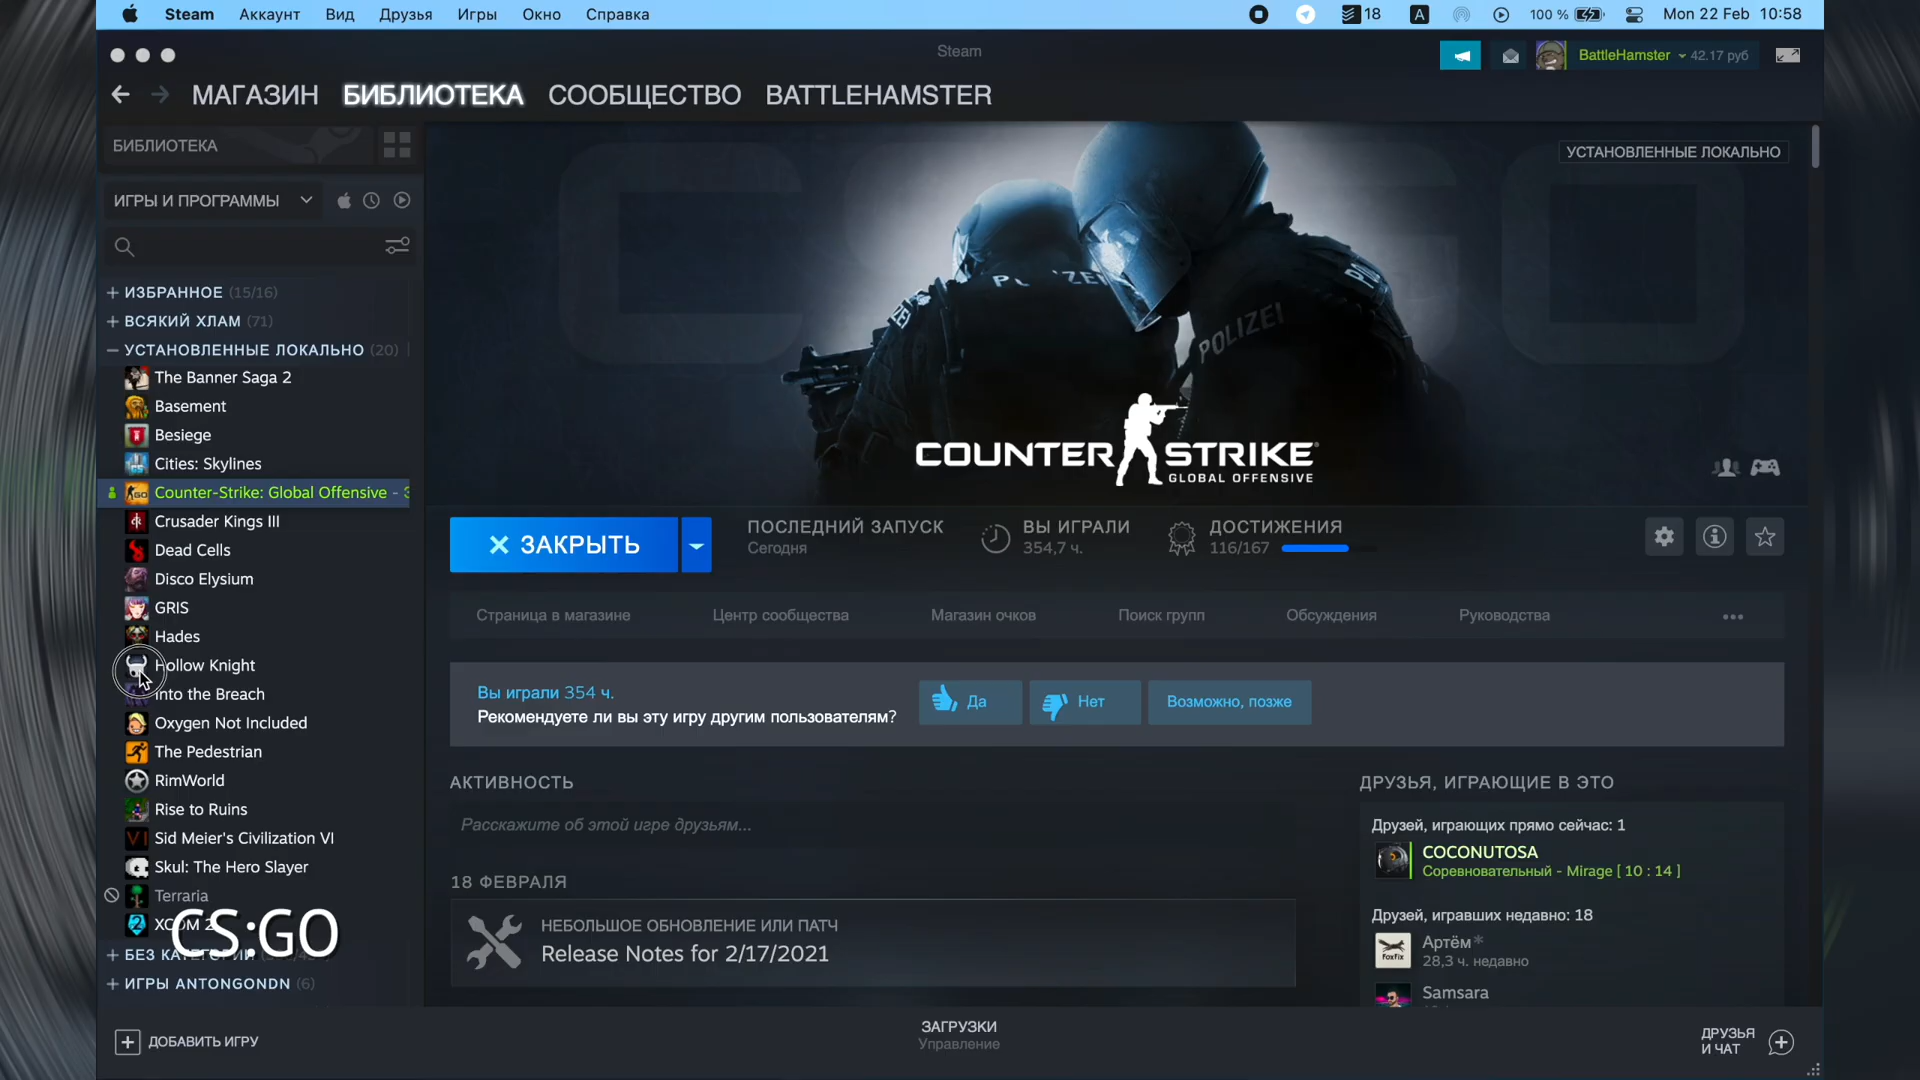 Steam Аккаунт Вид Друзья Игры Окно Справка
18 A 100 % Mon 22 Feb 10:58
Steam
BattleHamster 42.17 руб
МАГАЗИН БИБЛИОТЕКА СООБЩЕСТВО BATTLEHAMSTER
БИБЛИОТЕКА
ИГРЫ И ПРОГРАММЫ
+ ИЗБРАННОЕ (15/16)
+ ВСЯКИЙ ХЛАМ (71)
− УСТАНОВЛЕННЫЕ ЛОКАЛЬНО (20)
The Banner Saga 2
Basement
Besiege
Cities: Skylines
Counter-Strike: Global Offensive -
Crusader Kings III
Dead Cells
Disco Elysium
GRIS
Hades
Hollow Knight
Into the Breach
Oxygen Not Included
The Pedestrian
RimWorld
Rise to Ruins
Sid Meier's Civilization VI
Skul: The Hero Slayer
Terraria
XCOM 2
CS:GO
+ БЕЗ КАТЕГОРИИ
+ ИГРЫ ANTONGONDN (6)
+ ДОБАВИТЬ ИГРУ
УСТАНОВЛЕННЫЕ ЛОКАЛЬНО
POLIZEI
COUNTER STRIKE
GLOBAL OFFENSIVE
ЗАКРЫТЬ
ПОСЛЕДНИЙ ЗАПУСК
Сегодня
ВЫ ИГРАЛИ
354,7 ч.
ДОСТИЖЕНИЯ
116/167
Страница в магазине Центр сообщества Магазин очков Поиск групп Обсуждения Руководства
Вы играли 354 ч.
Рекомендуете ли вы эту игру другим пользователям?
Да Нет Возможно, позже
АКТИВНОСТЬ
Расскажите об этой игре друзьям...
18 ФЕВРАЛЯ
НЕБОЛЬШОЕ ОБНОВЛЕНИЕ ИЛИ ПАТЧ
Release Notes for 2/17/2021
ДРУЗЬЯ, ИГРАЮЩИЕ В ЭТО
Друзей, играющих прямо сейчас: 1
COCONUTOSA
Соревновательный - Mirage [ 10 : 14 ]
Друзей, игравших недавно: 18
FoxFix
Артём *
28,3 ч. недавно
Samsara
ЗАГРУЗКИ
Управление
ДРУЗЬЯ
И ЧАТ